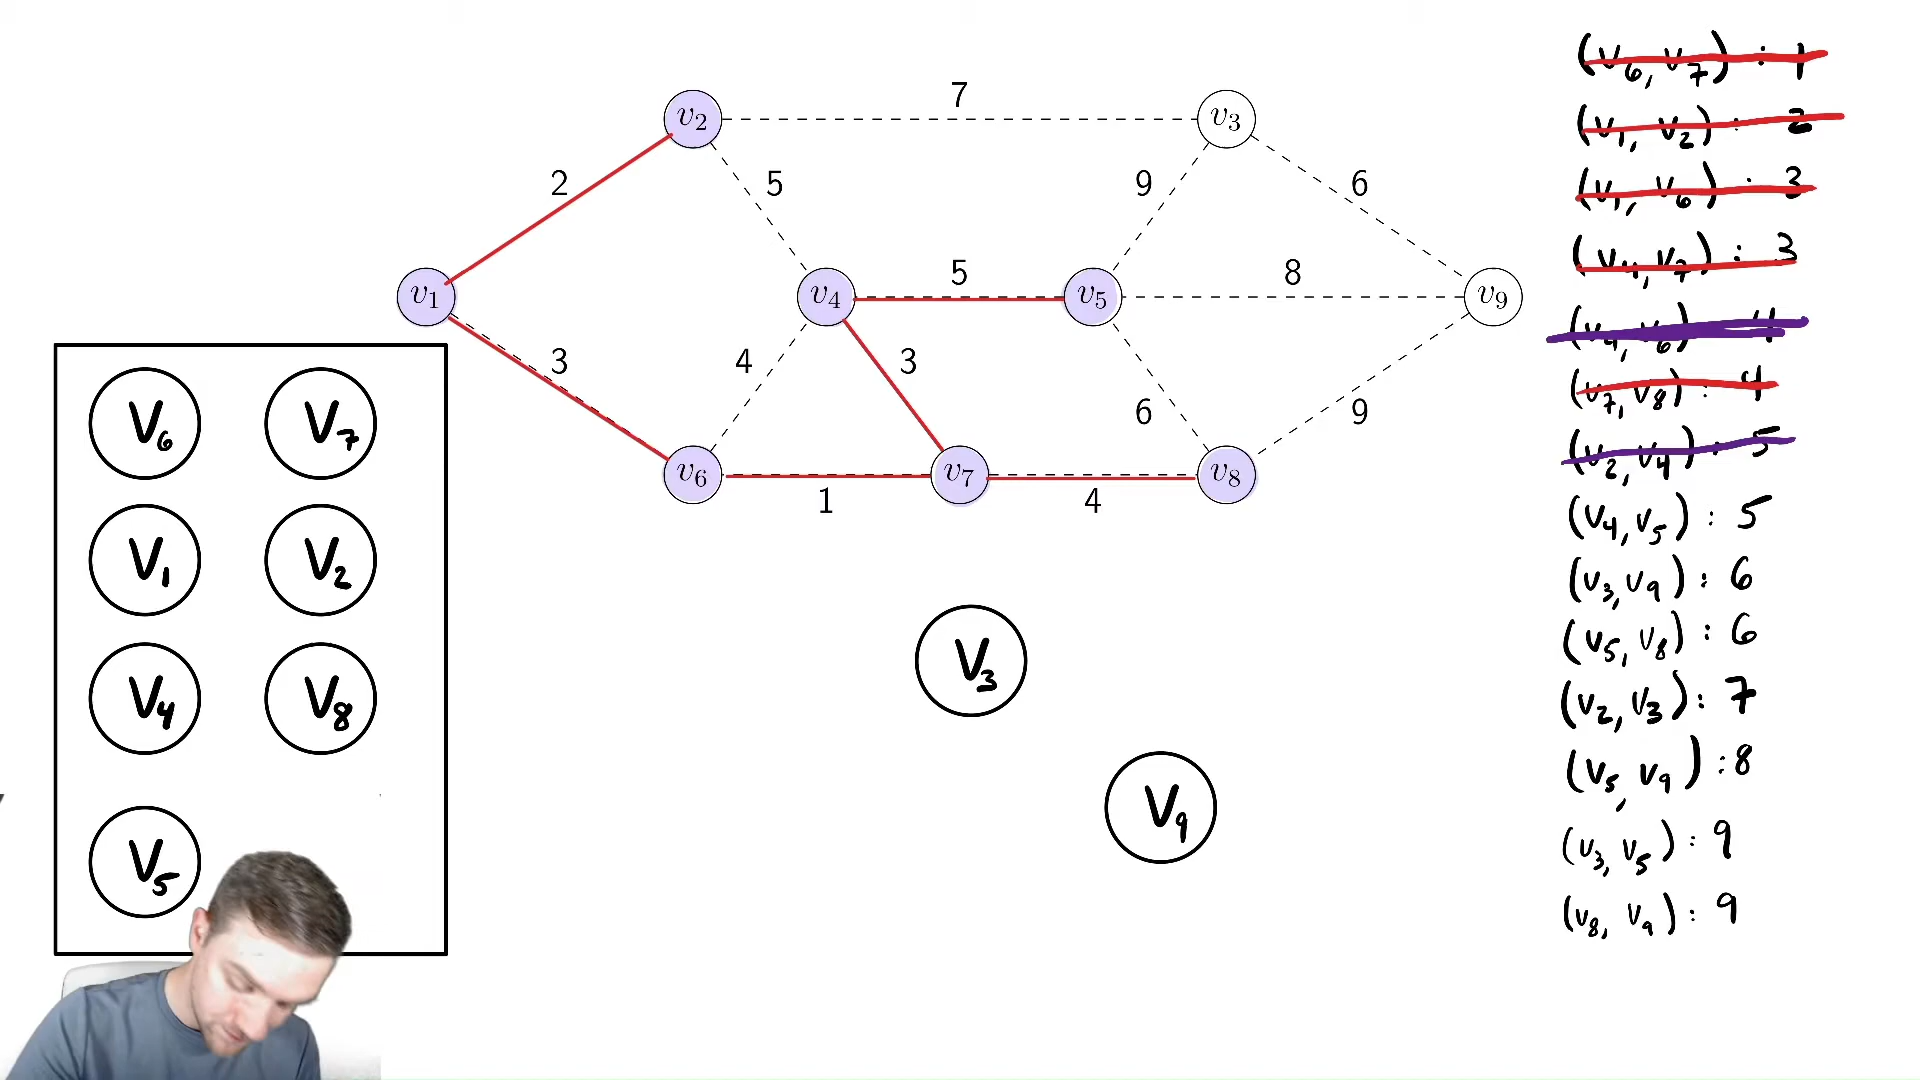 7
v2
v3
2
5
9
6
v1
v4
5
v5
8
v9
3
4
3
6
9
v6
1
v7
4
v8
V6 V7
V1 V2
V4 V8
V5
V3
V9
(v6, v7) : 1
(v1, v2) : 2
(v1, v6) : 3
(v4, v7) : 3
(v4, v6) 4
(v7, v8) : 4
(v2, v4) : 5
(v4, v5) : 5
(v3, v9) : 6
(v5, v8) : 6
(v2, v3) : 7
(v5, v9) : 8
(v3, v5) : 9
(v8, v9) : 9